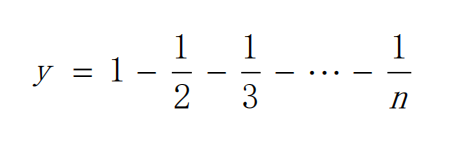 y = 1 − 1/2 − 1/3 − ··· − 1/n